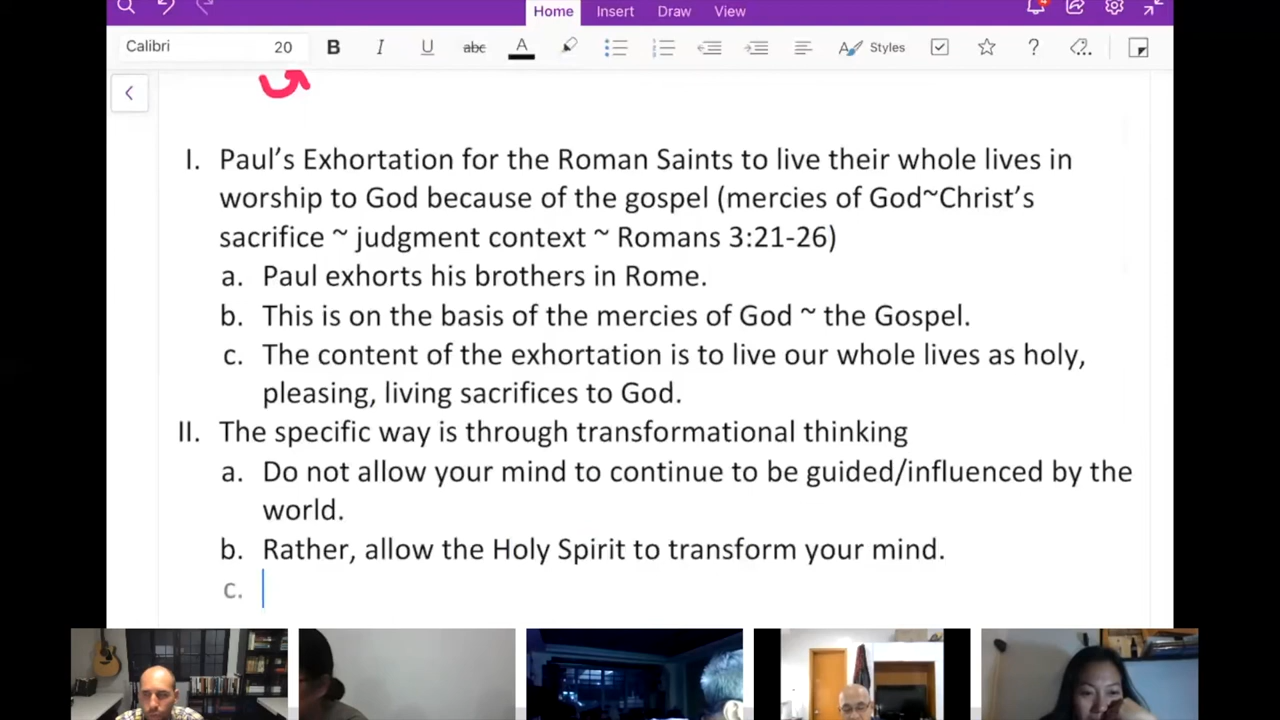 Home Insert Draw View
Calibri 20 B I U abc A Styles ?
I. Paul’s Exhortation for the Roman Saints to live their whole lives in
worship to God because of the gospel (mercies of God~Christ’s
sacrifice ~ judgment context ~ Romans 3:21-26)
a. Paul exhorts his brothers in Rome.
b. This is on the basis of the mercies of God ~ the Gospel.
c. The content of the exhortation is to live our whole lives as holy,
pleasing, living sacrifices to God.
II. The specific way is through transformational thinking
a. Do not allow your mind to continue to be guided/influenced by the
world.
b. Rather, allow the Holy Spirit to transform your mind.
c.